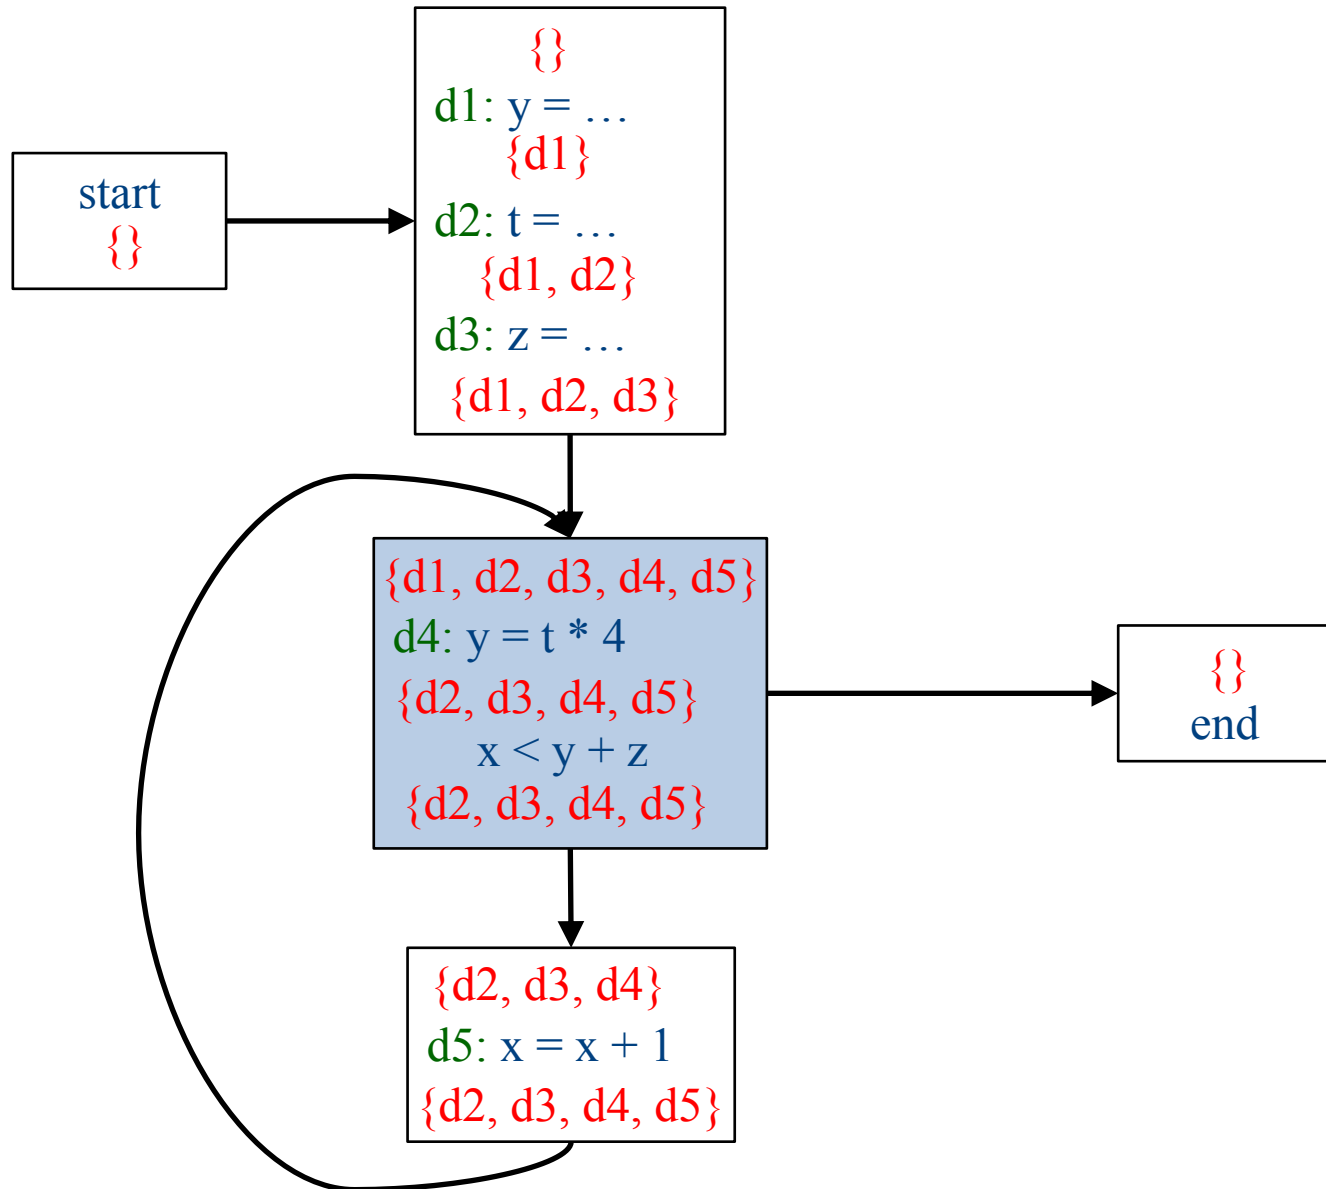 start
{}
{}
d1: y = …
{d1}
d2: t = …
{d1, d2}
d3: z = …
{d1, d2, d3}
{d1, d2, d3, d4, d5}
d4: y = t * 4
{d2, d3, d4, d5}
x < y + z
{d2, d3, d4, d5}
{}
end
{d2, d3, d4}
d5: x = x + 1
{d2, d3, d4, d5}